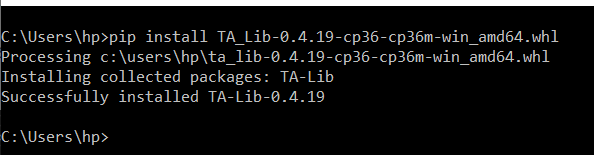 C:\Users\hp>pip install TA_Lib-0.4.19-cp36-cp36m-win_amd64.whl
Processing c:\users\hp\ta_lib-0.4.19-cp36-cp36m-win_amd64.whl
Installing collected packages: TA-Lib
Successfully installed TA-Lib-0.4.19
C:\Users\hp>